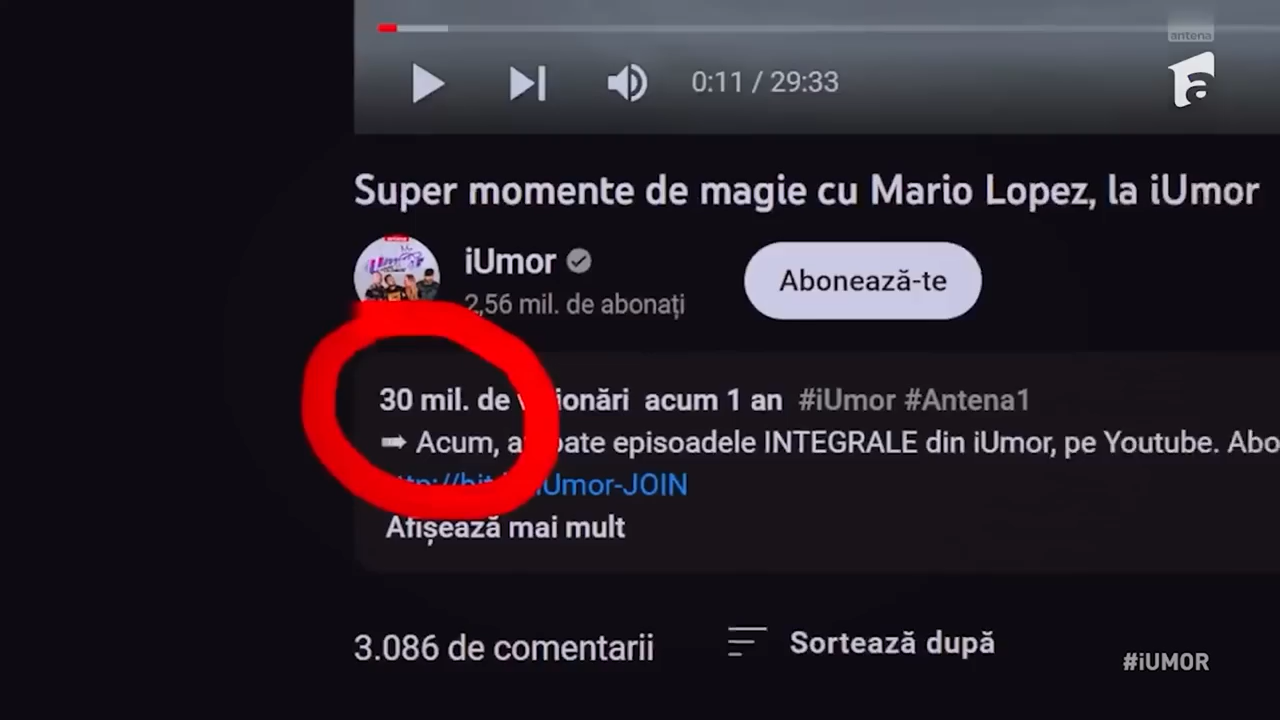 antena
0:11 / 29:33
Super momente de magie cu Mario Lopez, la iUmor
iUmor
2,56 mil. de abonați
Abonează-te
30 mil. de acum 1 an #iUmor #Antena1
➡ Acum, episoadele INTEGRALE din iUmor, pe Youtube.
Afișează mai mult
3.086 de comentarii
Sortează după
#iUMOR